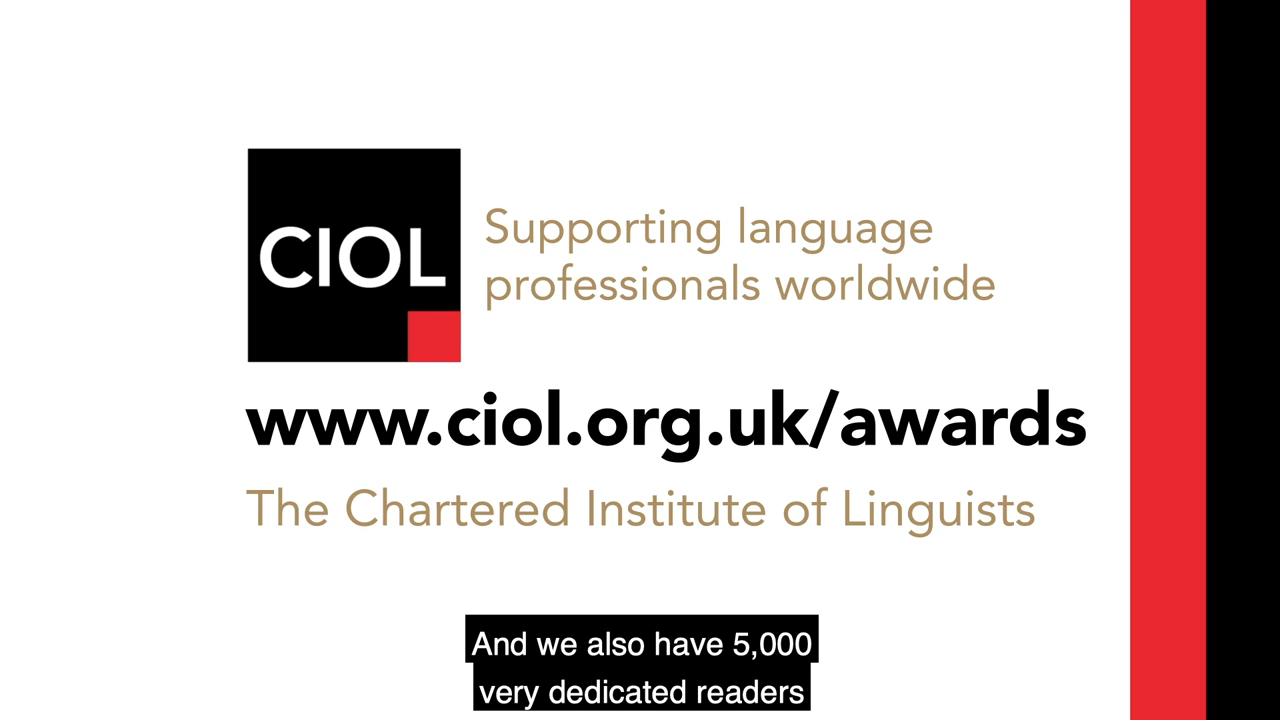 CIOL
Supporting language
professionals worldwide
www.ciol.org.uk/awards
The Chartered Institute of Linguists
And we also have 5,000
very dedicated readers